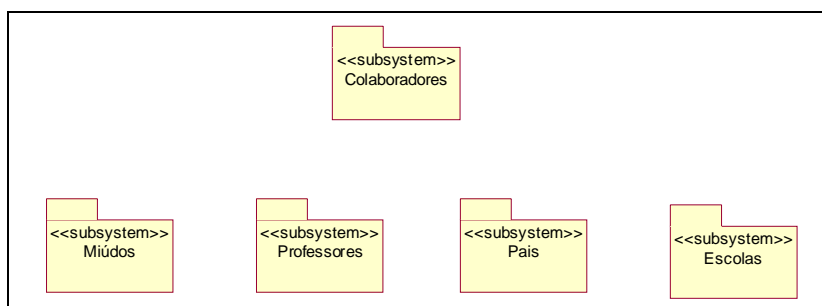 <<subsystem>>
Colaboradores
<<subsystem>>
Miúdos
<<subsystem>>
Professores
<<subsystem>>
Pais
<<subsystem>>
Escolas